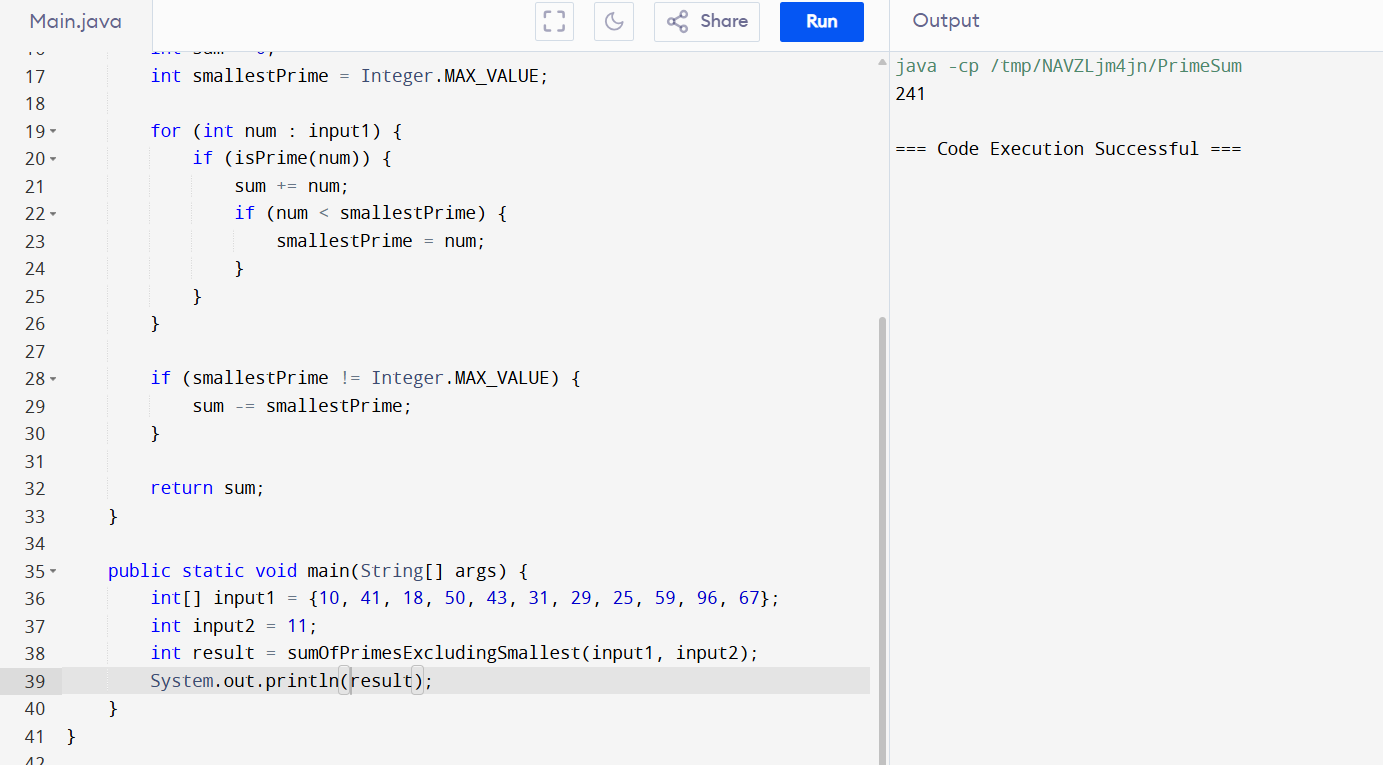 Main.java
Share
Run
Output
17 int smallestPrime = Integer.MAX_VALUE;
18
19 for (int num : input1) {
20 if (isPrime(num)) {
21 sum += num;
22 if (num < smallestPrime) {
23 smallestPrime = num;
24 }
25 }
26 }
27
28 if (smallestPrime != Integer.MAX_VALUE) {
29 sum -= smallestPrime;
30 }
31
32 return sum;
33 }
34
35 public static void main(String[] args) {
36 int[] input1 = {10, 41, 18, 50, 43, 31, 29, 25, 59, 96, 67};
37 int input2 = 11;
38 int result = sumOfPrimesExcludingSmallest(input1, input2);
39 System.out.println(result);
40 }
41 }
42
java -cp /tmp/NAVZLjm4jn/PrimeSum
241
=== Code Execution Successful ===